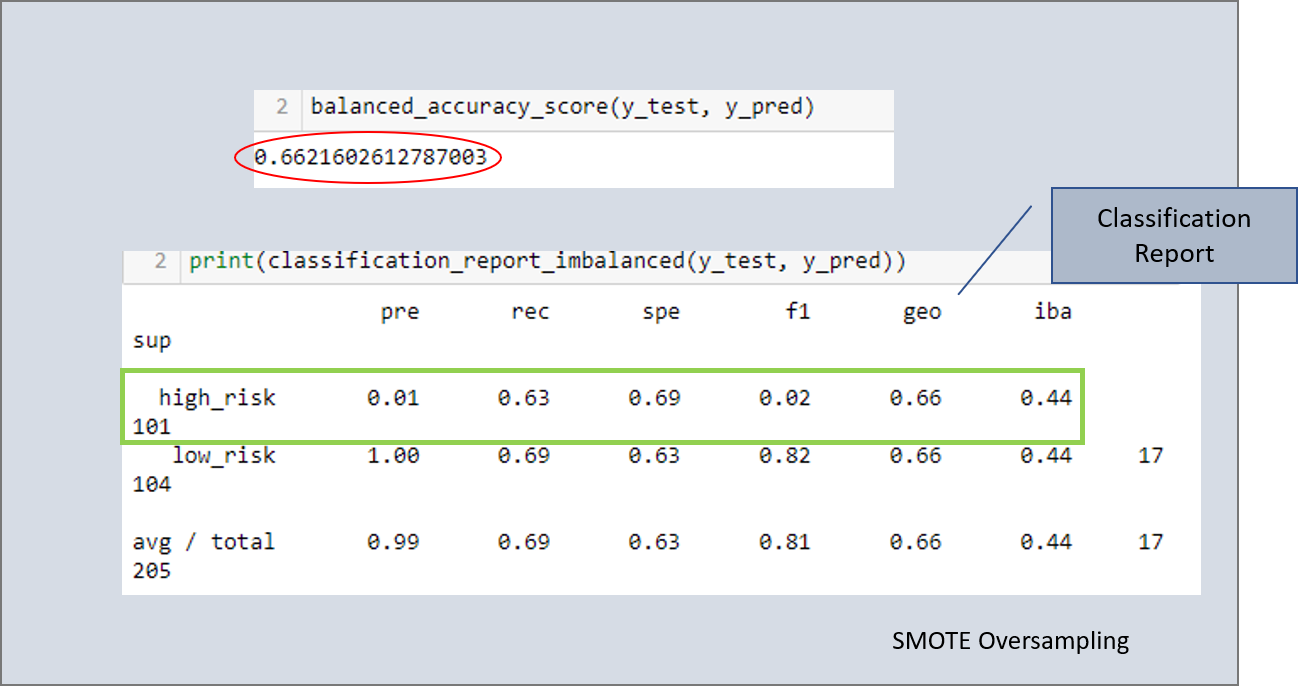 2 balanced_accuracy_score(y_test, y_pred)
0.6621602612787003
Classification
Report
2 print(classification_report_imbalanced(y_test, y_pred))
pre rec spe f1 geo iba
sup
high_risk 0.01 0.63 0.69 0.02 0.66 0.44
101
low_risk 1.00 0.69 0.63 0.82 0.66 0.44 17
104
avg / total 0.99 0.69 0.63 0.81 0.66 0.44 17
205
SMOTE Oversampling